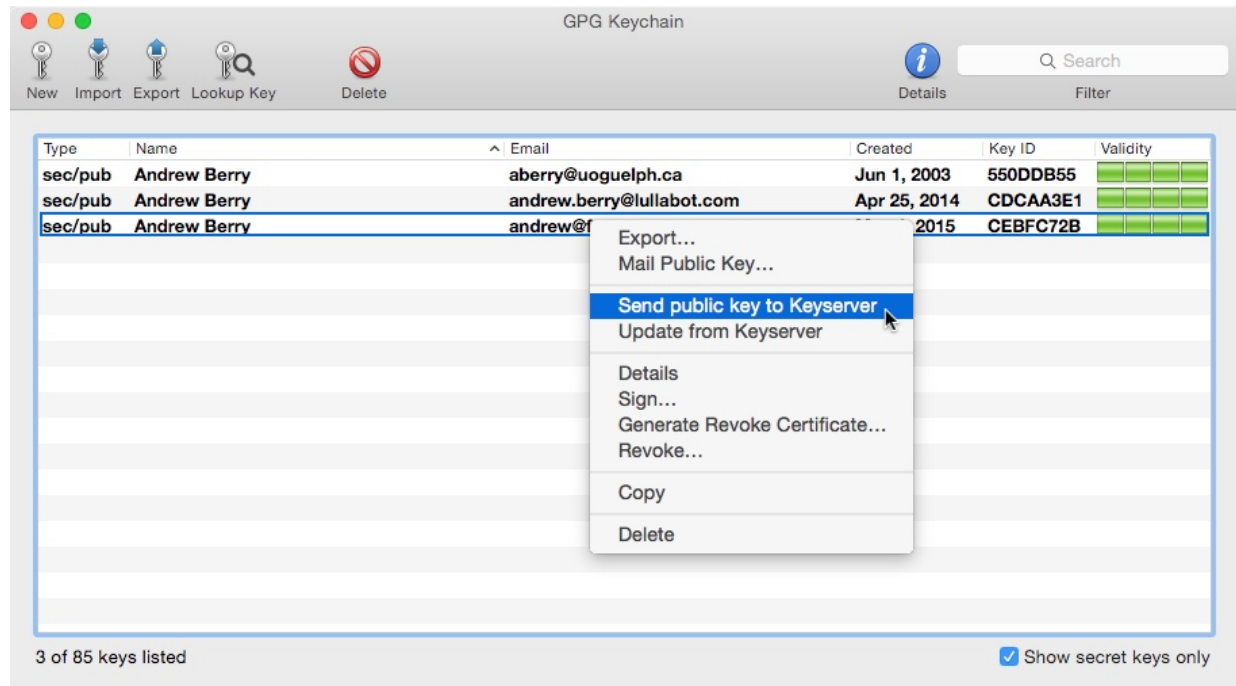 GPG Keychain
New Import Export Lookup Key Delete Details Search Filter
Type Name Email Created Key ID Validity
sec/pub Andrew Berry aberry@uoguelph.ca Jun 1, 2003 550DDB55
sec/pub Andrew Berry andrew.berry@lullabot.com Apr 25, 2014 CDCAA3E1
sec/pub Andrew Berry 2015 CEBFC72B
Export...
Mail Public Key...
Send public key to Keyserver
Update from Keyserver
Details
Sign...
Generate Revoke Certificate...
Revoke...
Copy
Delete
3 of 85 keys listed Show secret keys only